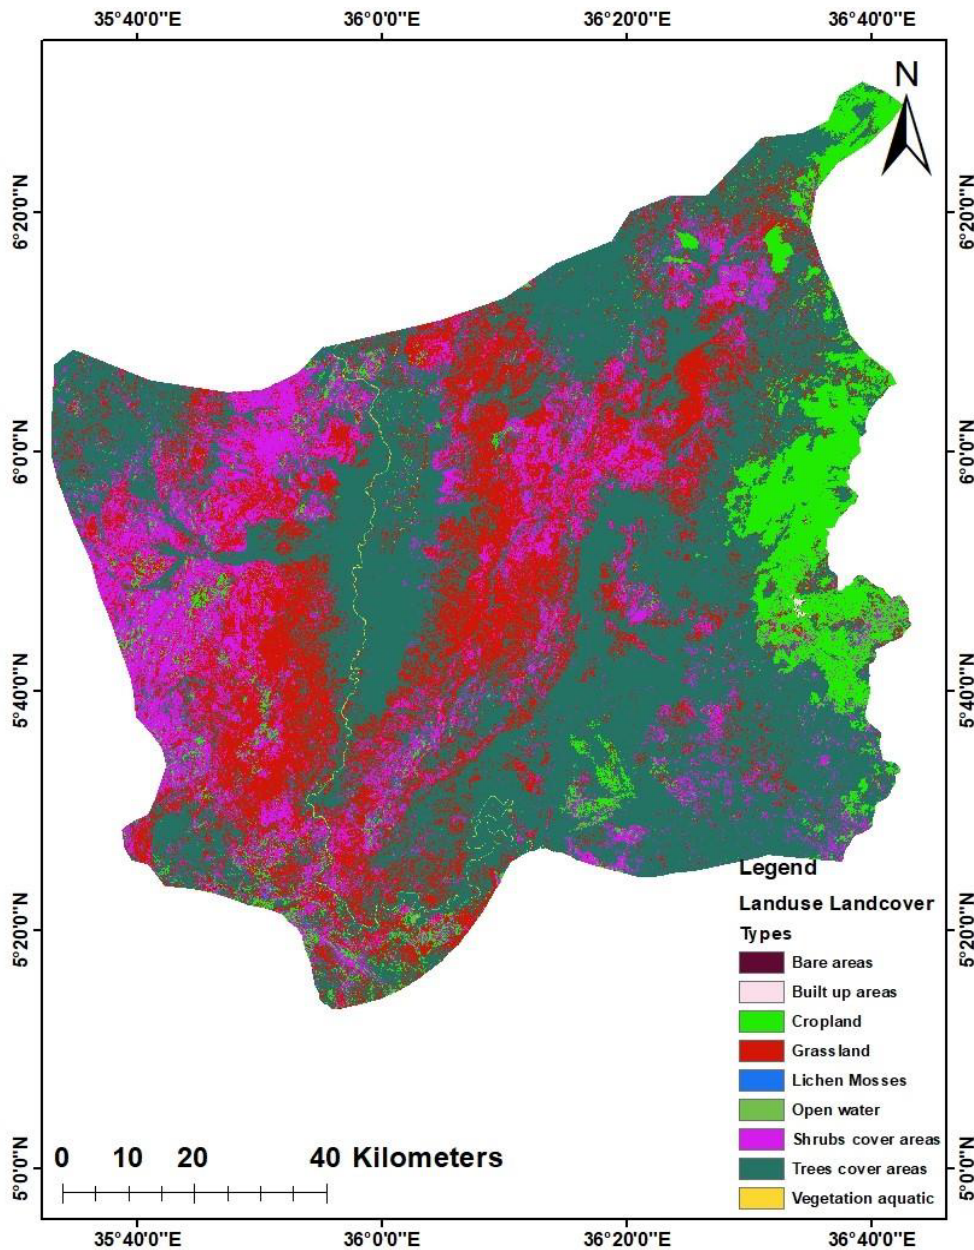 35°40'0"E 36°0'0"E 36°20'0"E 36°40'0"E
N
6°20'0"N 6°20'0"N
6°0'0"N 6°0'0"N
5°40'0"N 5°40'0"N
5°20'0"N 5°20'0"N
5°0'0"N 5°0'0"N
Legend
Landuse Landcover
Types
Bare areas
Built up areas
Cropland
Grassland
Lichen Mosses
Open water
Shrubs cover areas
Trees cover areas
Vegetation aquatic
0 10 20 40 Kilometers
35°40'0"E 36°0'0"E 36°20'0"E 36°40'0"E